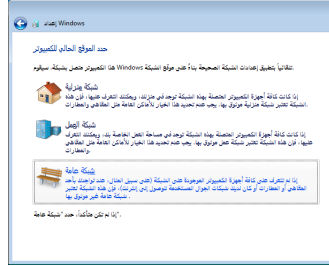 إعداد Windows
حدد الموقع الحالي للكمبيوتر
هذا الكمبيوتر متصل بشبكة. سيقوم Windows تلقائياً بتطبيق إعدادات الشبكة الصحيحة بناءً على موقع الشبكة.
شبكة منزلية
إذا كانت كافة أجهزة الكمبيوتر المتصلة بهذه الشبكة توجد في منزلك، ويمكنك التعرف عليها، فإن هذه
الشبكة تعتبر شبكة منزلية موثوق بها. يجب عدم تحديد هذا الخيار للأماكن العامة مثل المقاهي والمطارات.
شبكة العمل
إذا كانت كافة أجهزة الكمبيوتر المتصلة بهذه الشبكة توجد في مساحة العمل الخاصة بك، ويمكنك التعرف
عليها، فإن هذه الشبكة تعتبر شبكة عمل موثوق بها. يجب عدم تحديد هذا الخيار للأماكن العامة مثل المقاهي
والمطارات.
شبكة عامة
إذا لم تتعرف على كافة أجهزة الكمبيوتر الموجودة على الشبكة (على سبيل المثال، عند تواجدك بأحد
المقاهي أو المطارات أو كان لديك شبكات الجوال المستخدمة للوصول إلى إنترنت)، فإن هذه الشبكة تعتبر
شبكة عامة غير موثوق بها.
إذا لم تكن متأكداً، حدد "شبكة عامة".